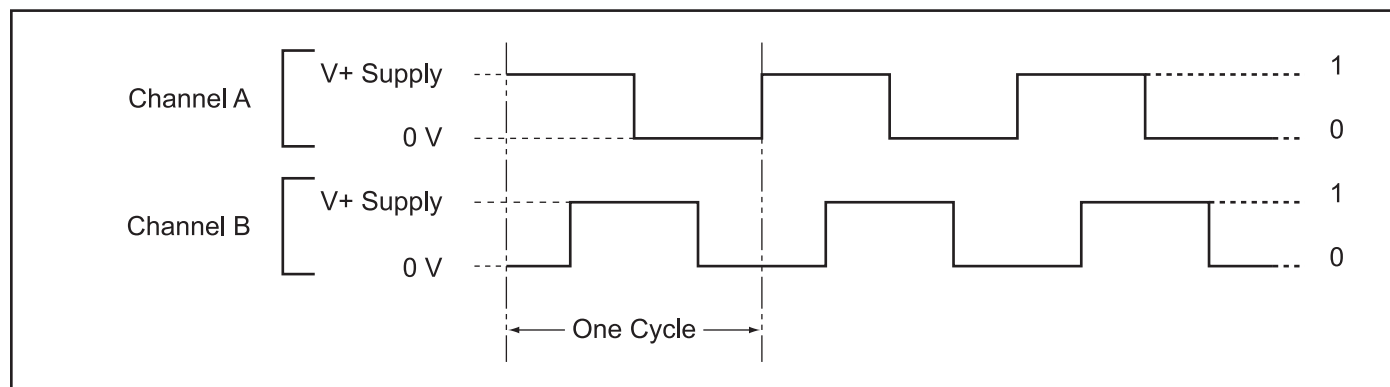 V+ Supply
1
Channel A
0 V
0
V+ Supply
1
Channel B
0 V
0
One Cycle